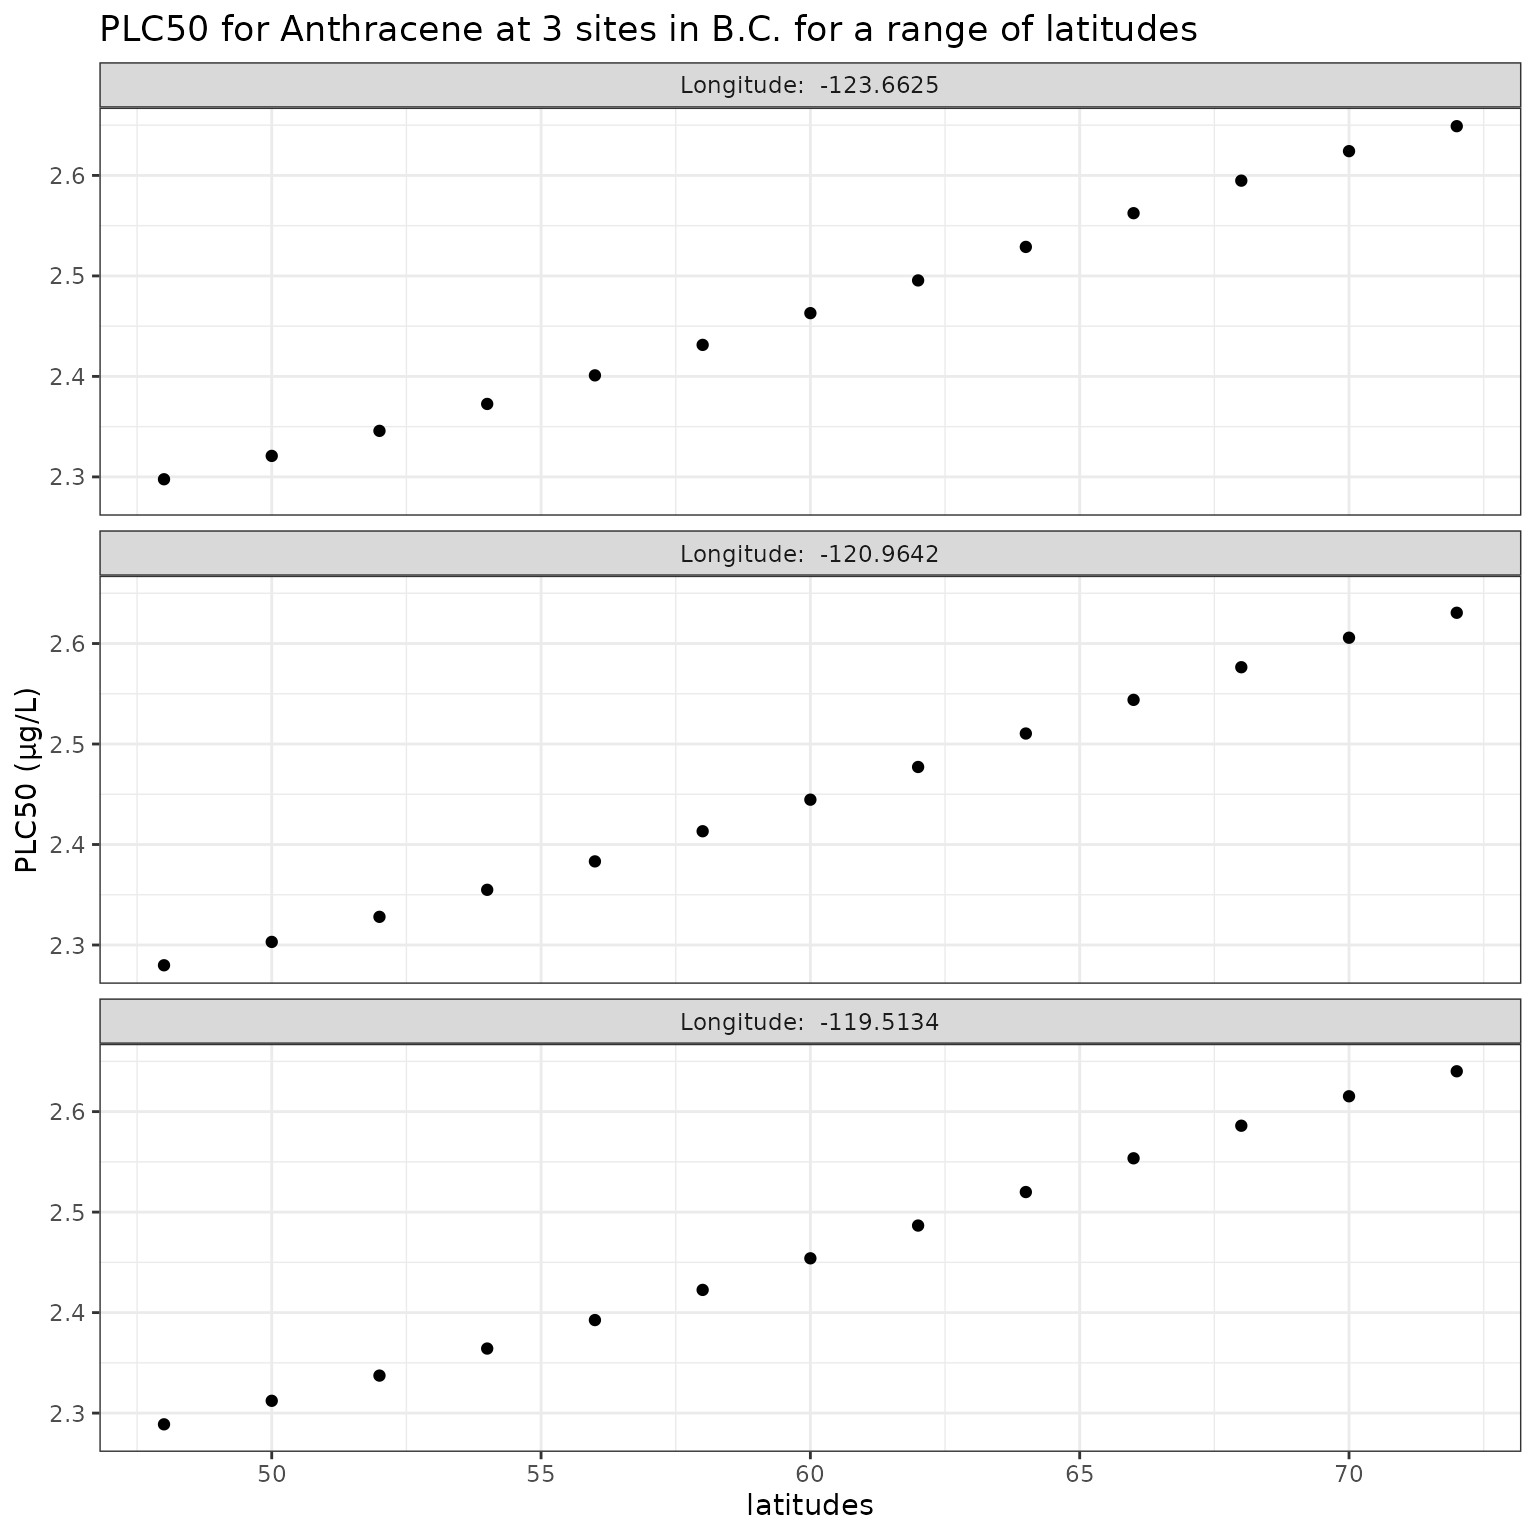 PLC50 for Anthracene at 3 sites in B.C. for a range of latitudes
Longitude:  -123.6625
2.6
2.5
2.4
2.3
Longitude:  -120.9642
2.6
2.5
2.4
2.3
PLC50 (µg/L)
Longitude:  -119.5134
2.6
2.5
2.4
2.3
50 55 60 65 70
latitudes